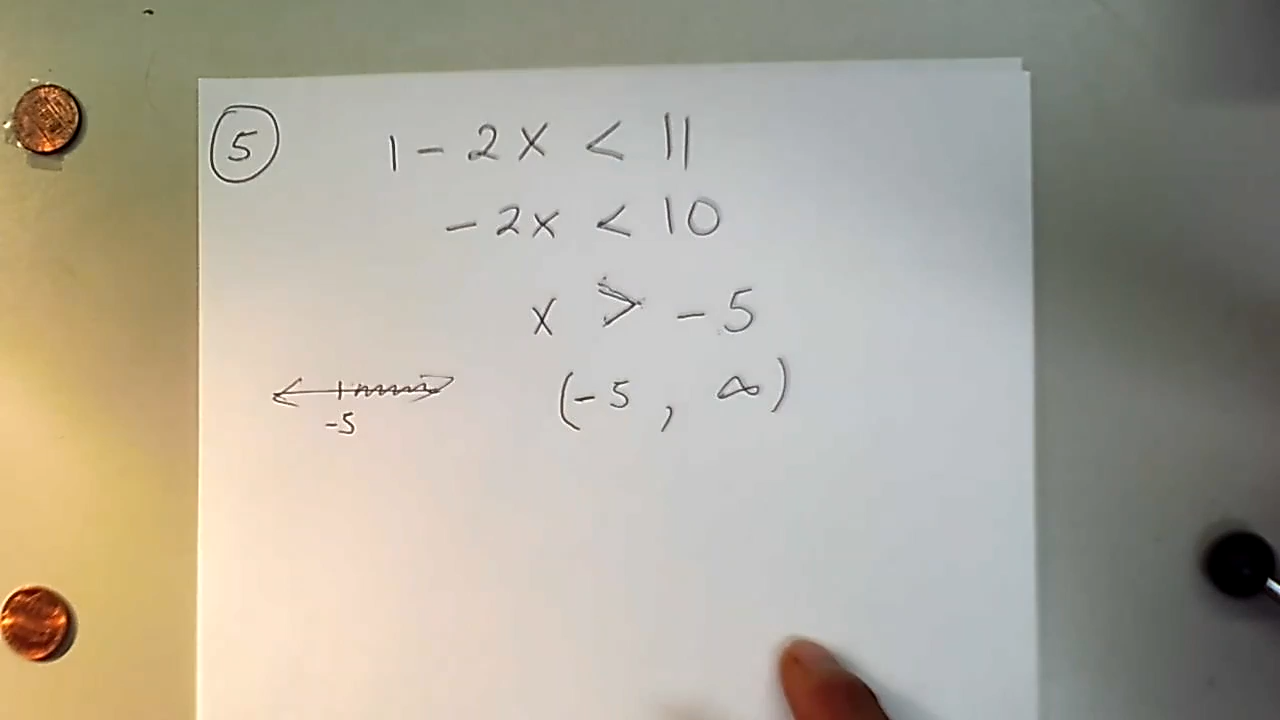 5 1 - 2x < 11
- 2x < 10
x > - 5
(-5 , ∞)
-5